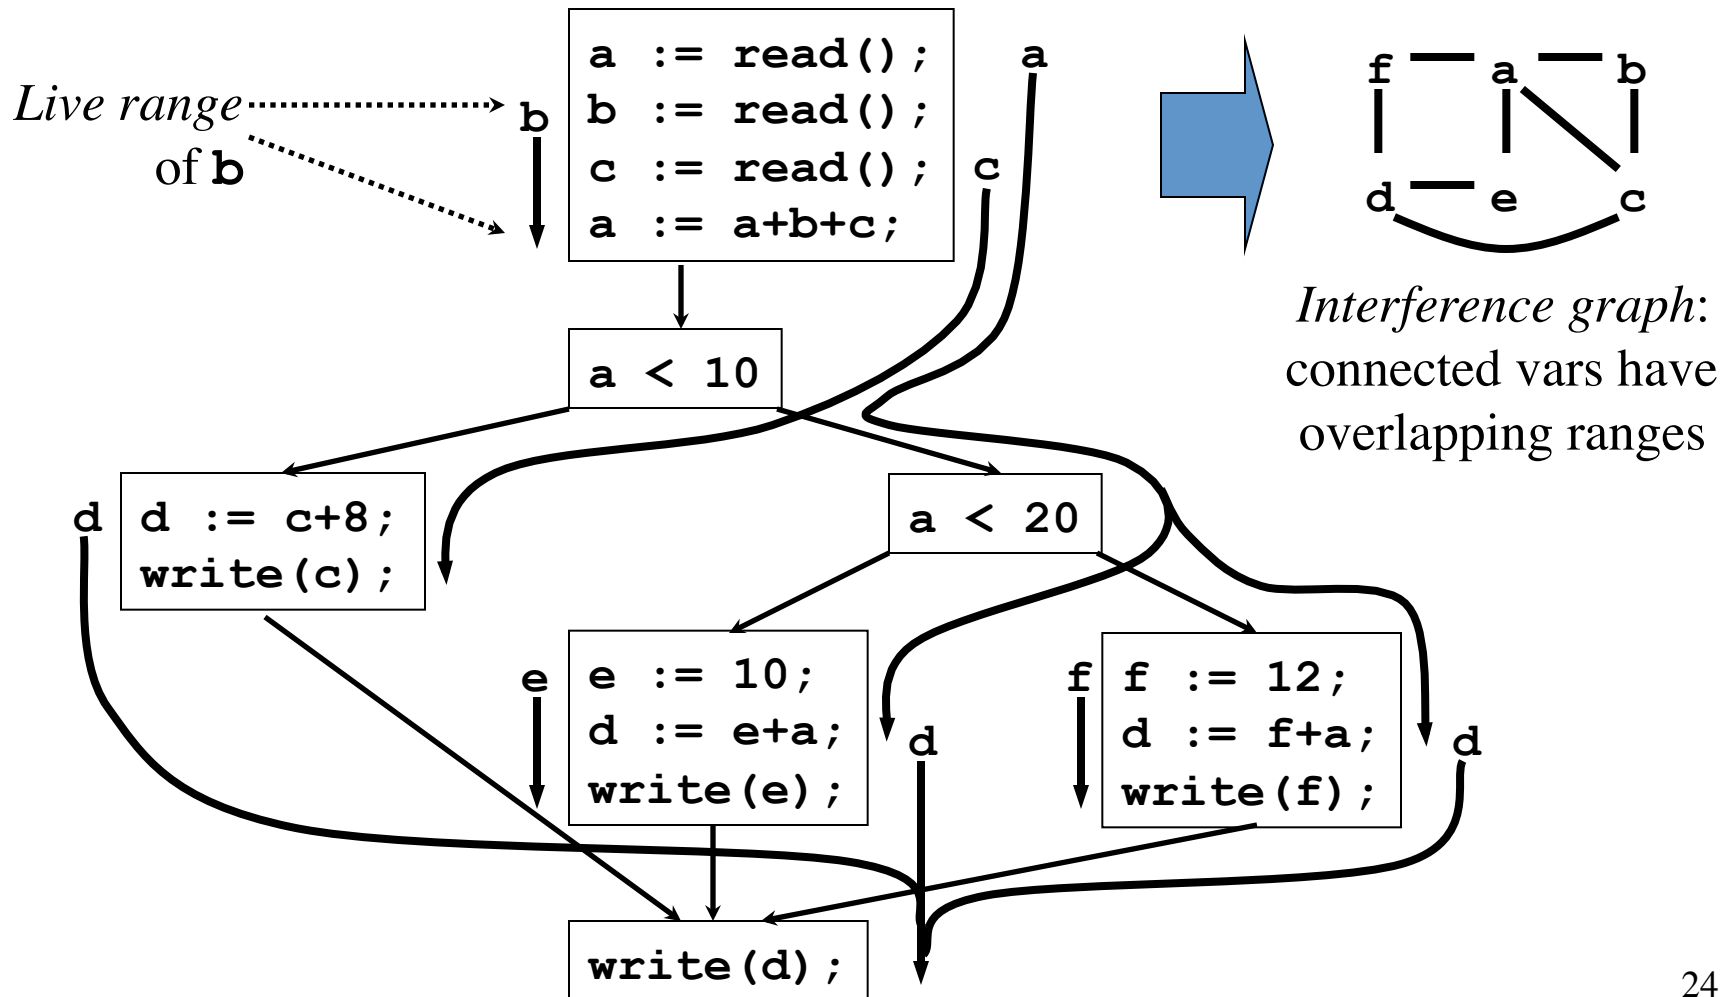 Live range
of b
b
a := read();
b := read();
c := read();
a := a+b+c;
a
c
f a b
d e c
Interference graph:
connected vars have
overlapping ranges
a < 10
d
d := c+8;
write(c);
a < 20
e
e := 10;
d := e+a;
write(e);
d
f
f := 12;
d := f+a;
write(f);
d
write(d);
24